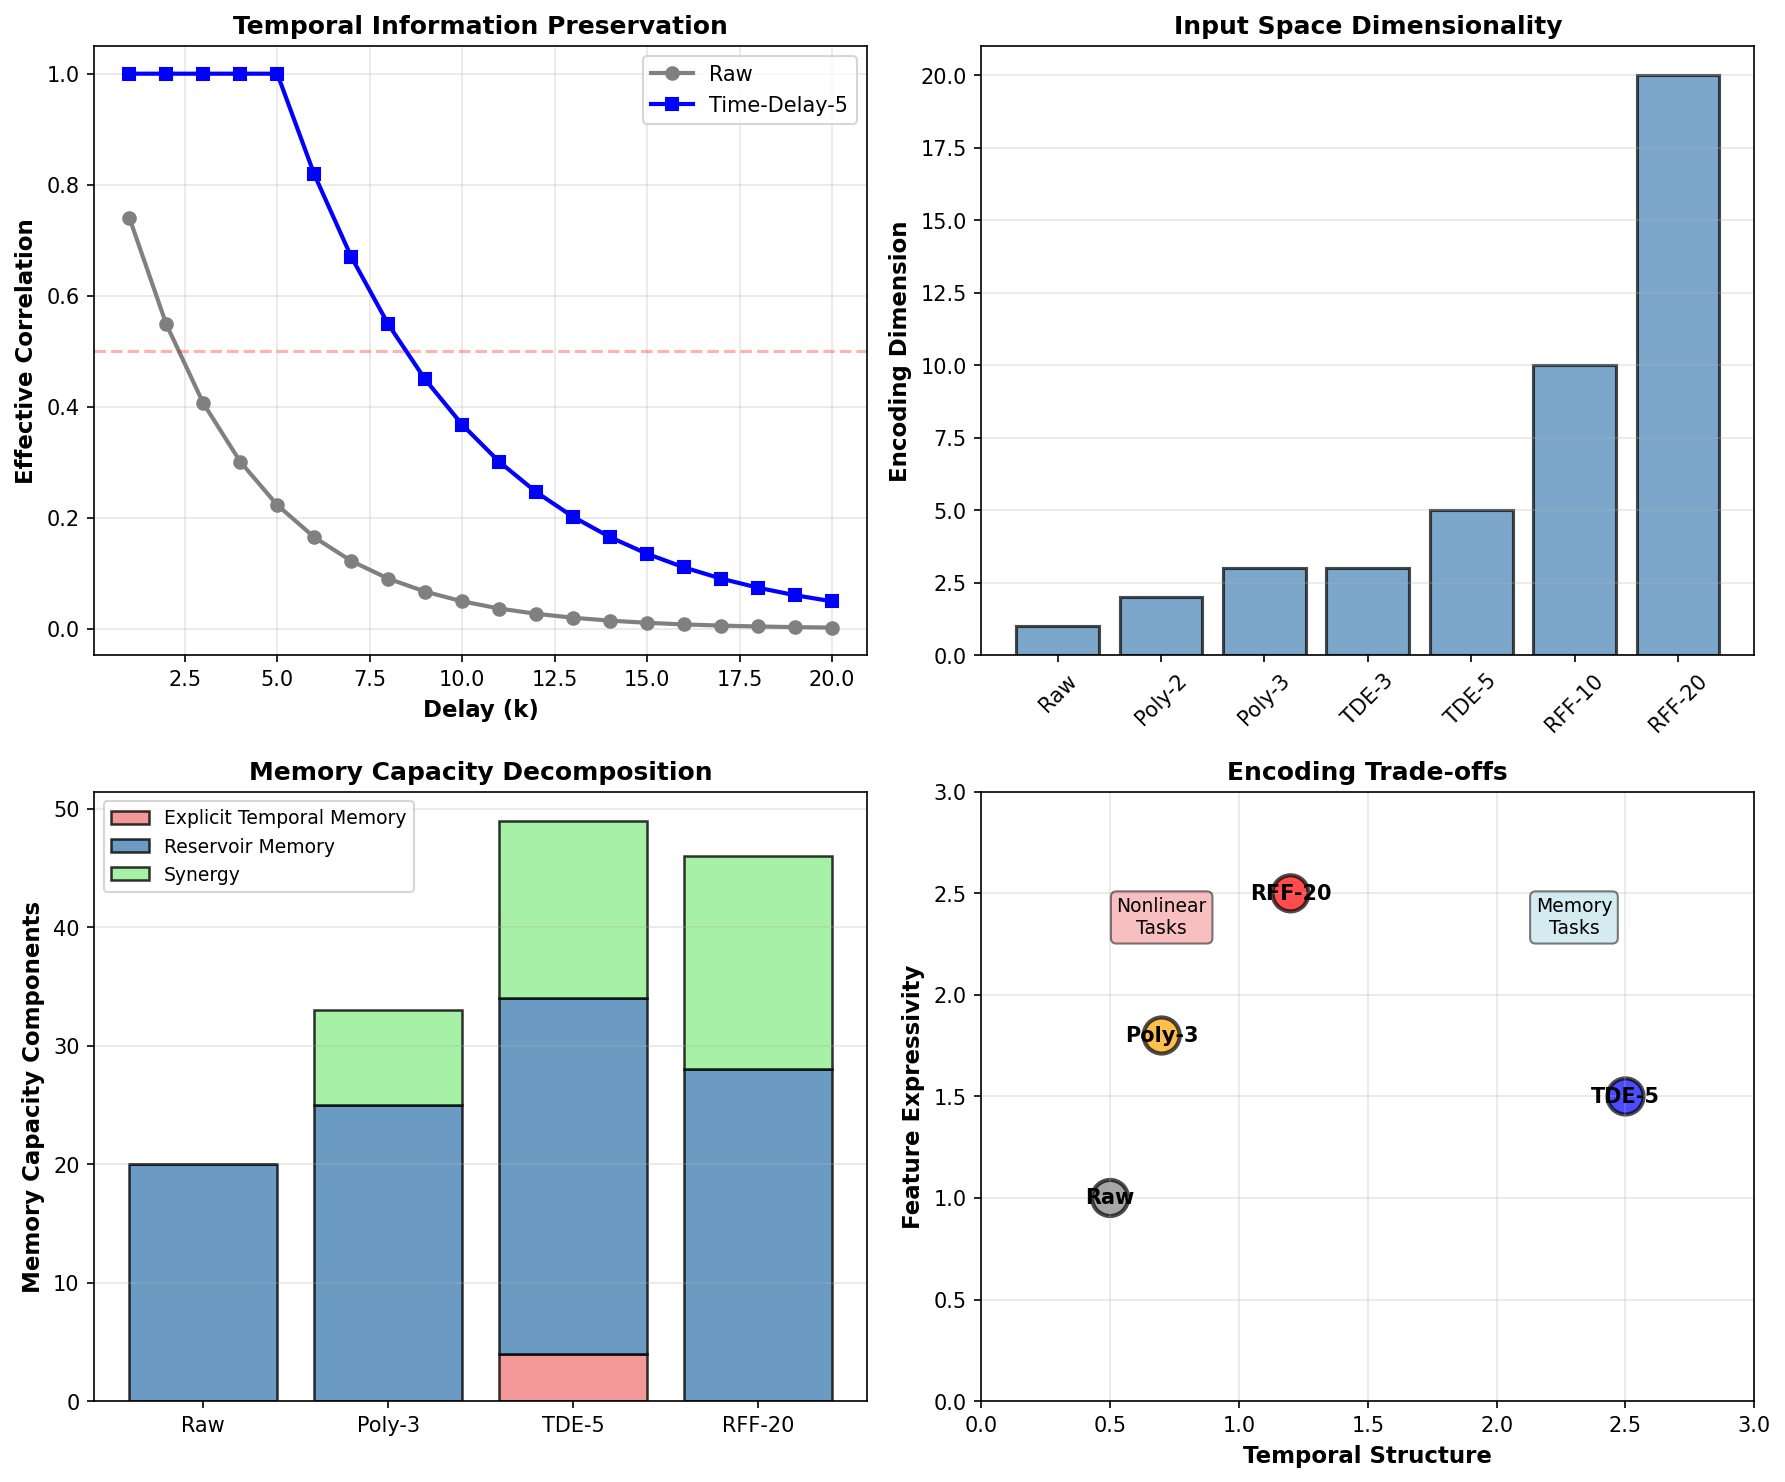 Temporal Information Preservation
Effective Correlation
1.0
0.8
0.6
0.4
0.2
0.0
Raw
Time-Delay-5
2.5
5.0
7.5
10.0
12.5
15.0
17.5
20.0
Delay (k)
Input Space Dimensionality
Encoding Dimension
20.0
17.5
15.0
12.5
10.0
7.5
5.0
2.5
0.0
Raw
Poly-2
Poly-3
TDE-3
TDE-5
RFF-10
RFF-20
Memory Capacity Decomposition
Memory Capacity Components
50
40
30
20
10
0
Explicit Temporal Memory
Reservoir Memory
Synergy
Raw
Poly-3
TDE-5
RFF-20
Encoding Trade-offs
Feature Expressivity
3.0
2.5
2.0
1.5
1.0
0.5
0.0
RFF-20
Nonlinear
Tasks
Memory
Tasks
Poly-3
TDE-5
Raw
0.0
0.5
1.0
1.5
2.0
2.5
3.0
Temporal Structure